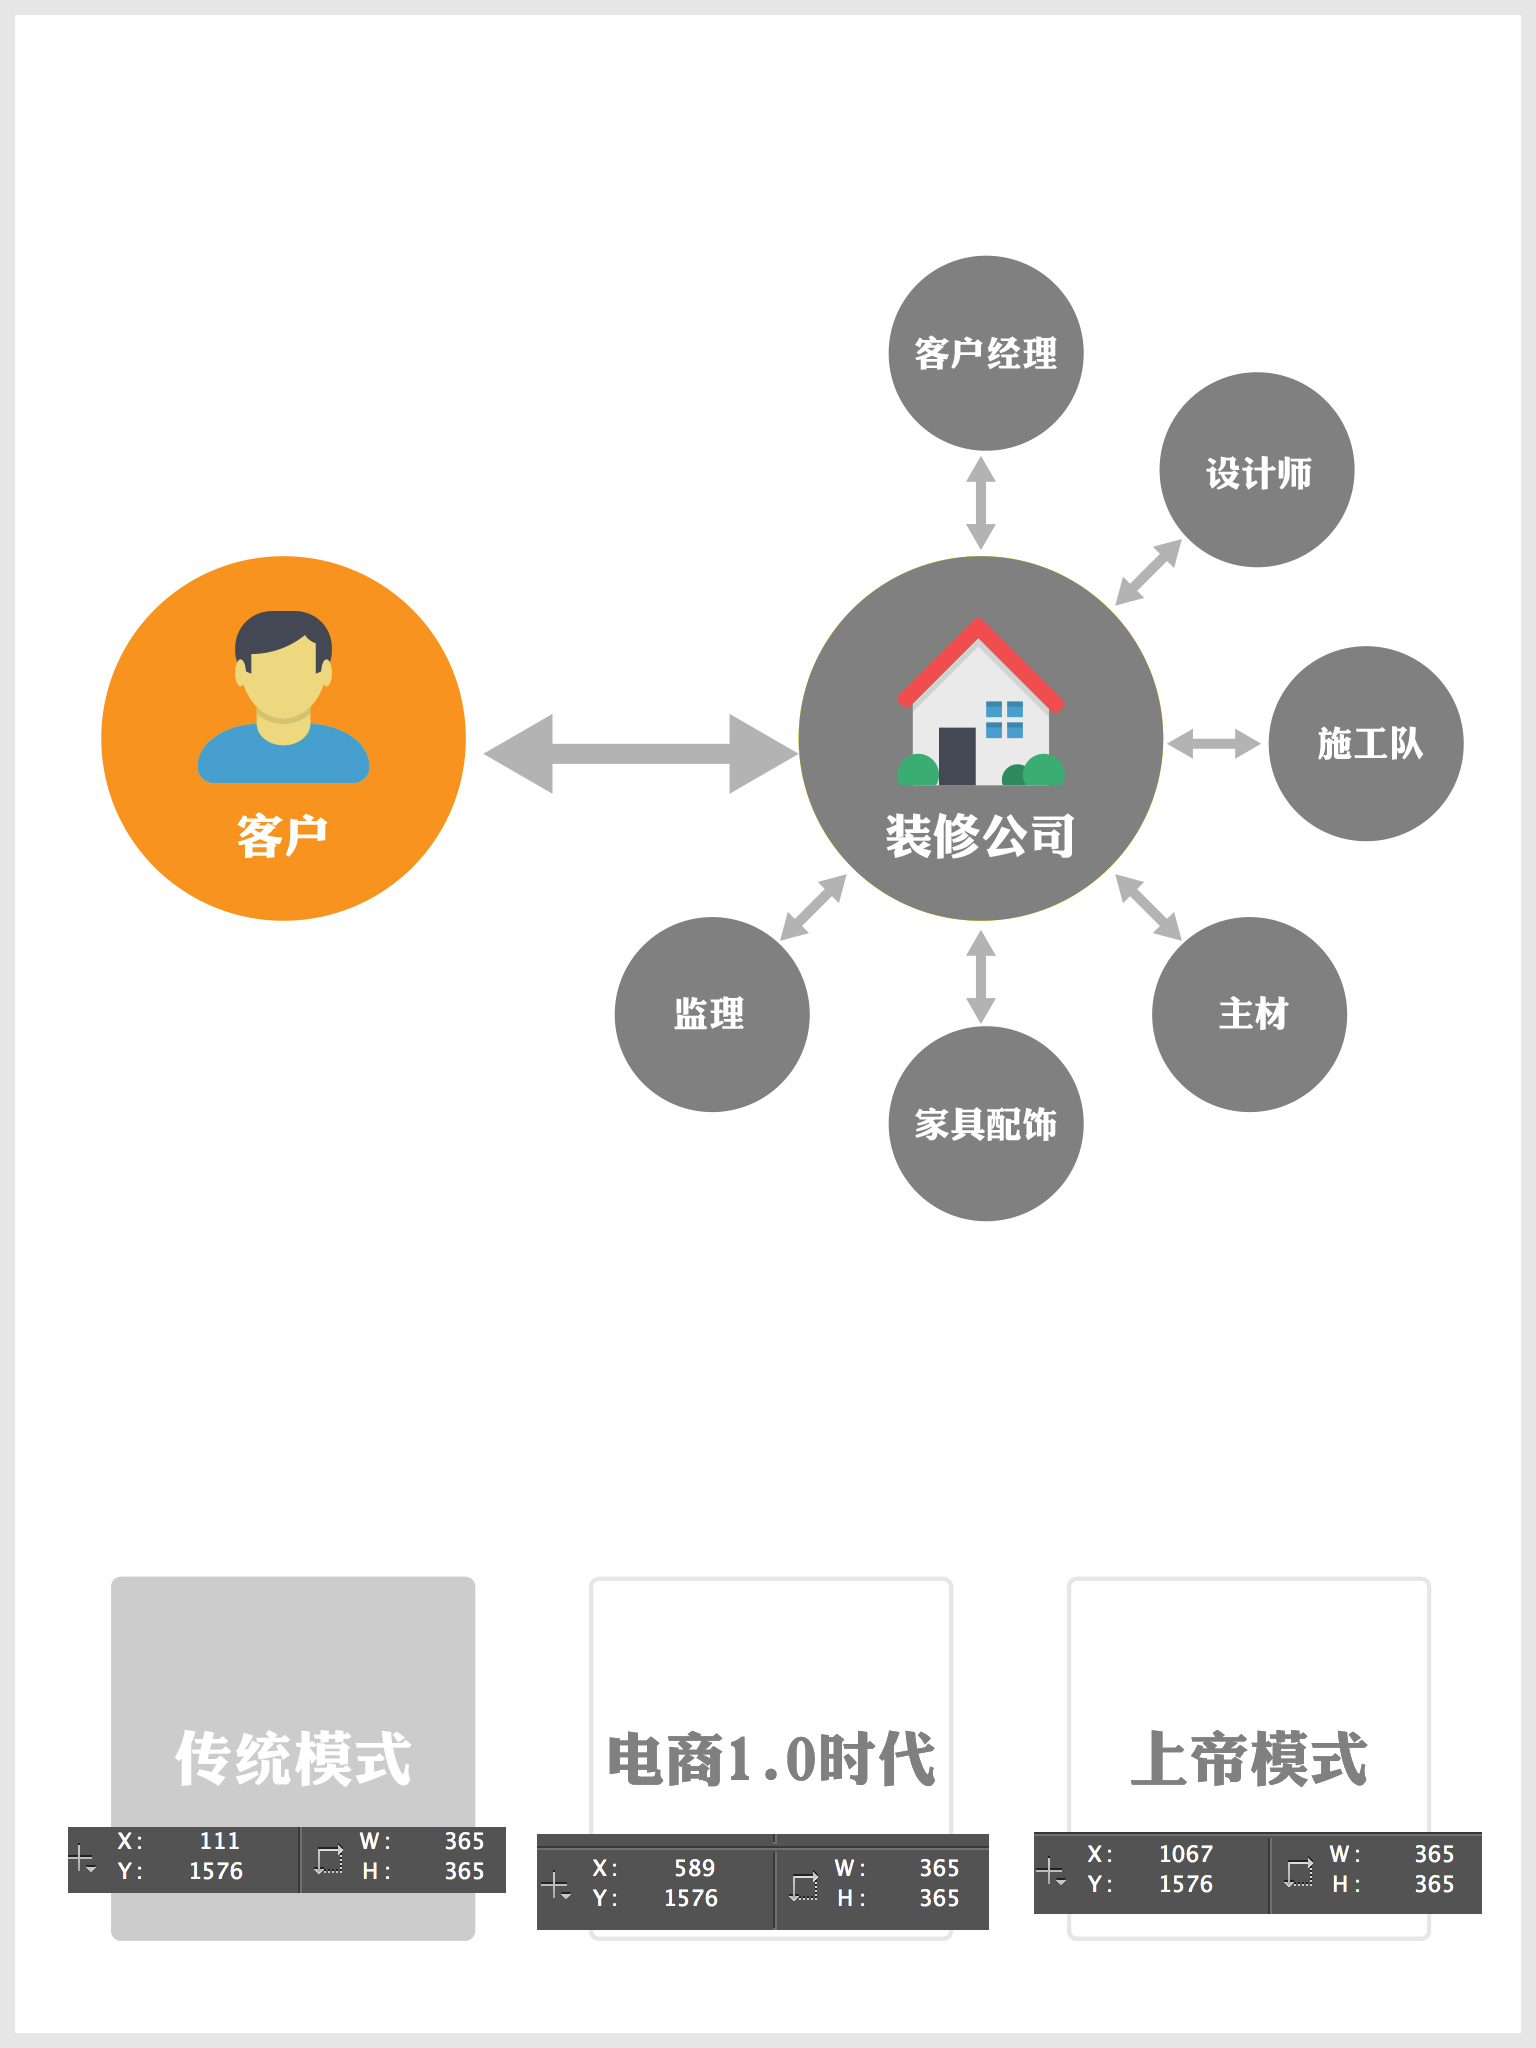 客户经理
设计师
施工队
客户
装修公司
监理
主材
家具配饰
传统模式
电商1.0时代
上帝模式
X: 111 W: 365
Y: 1576 H: 365
X: 589 W: 365
Y: 1576 H: 365
X: 1067 W: 365
Y: 1576 H: 365